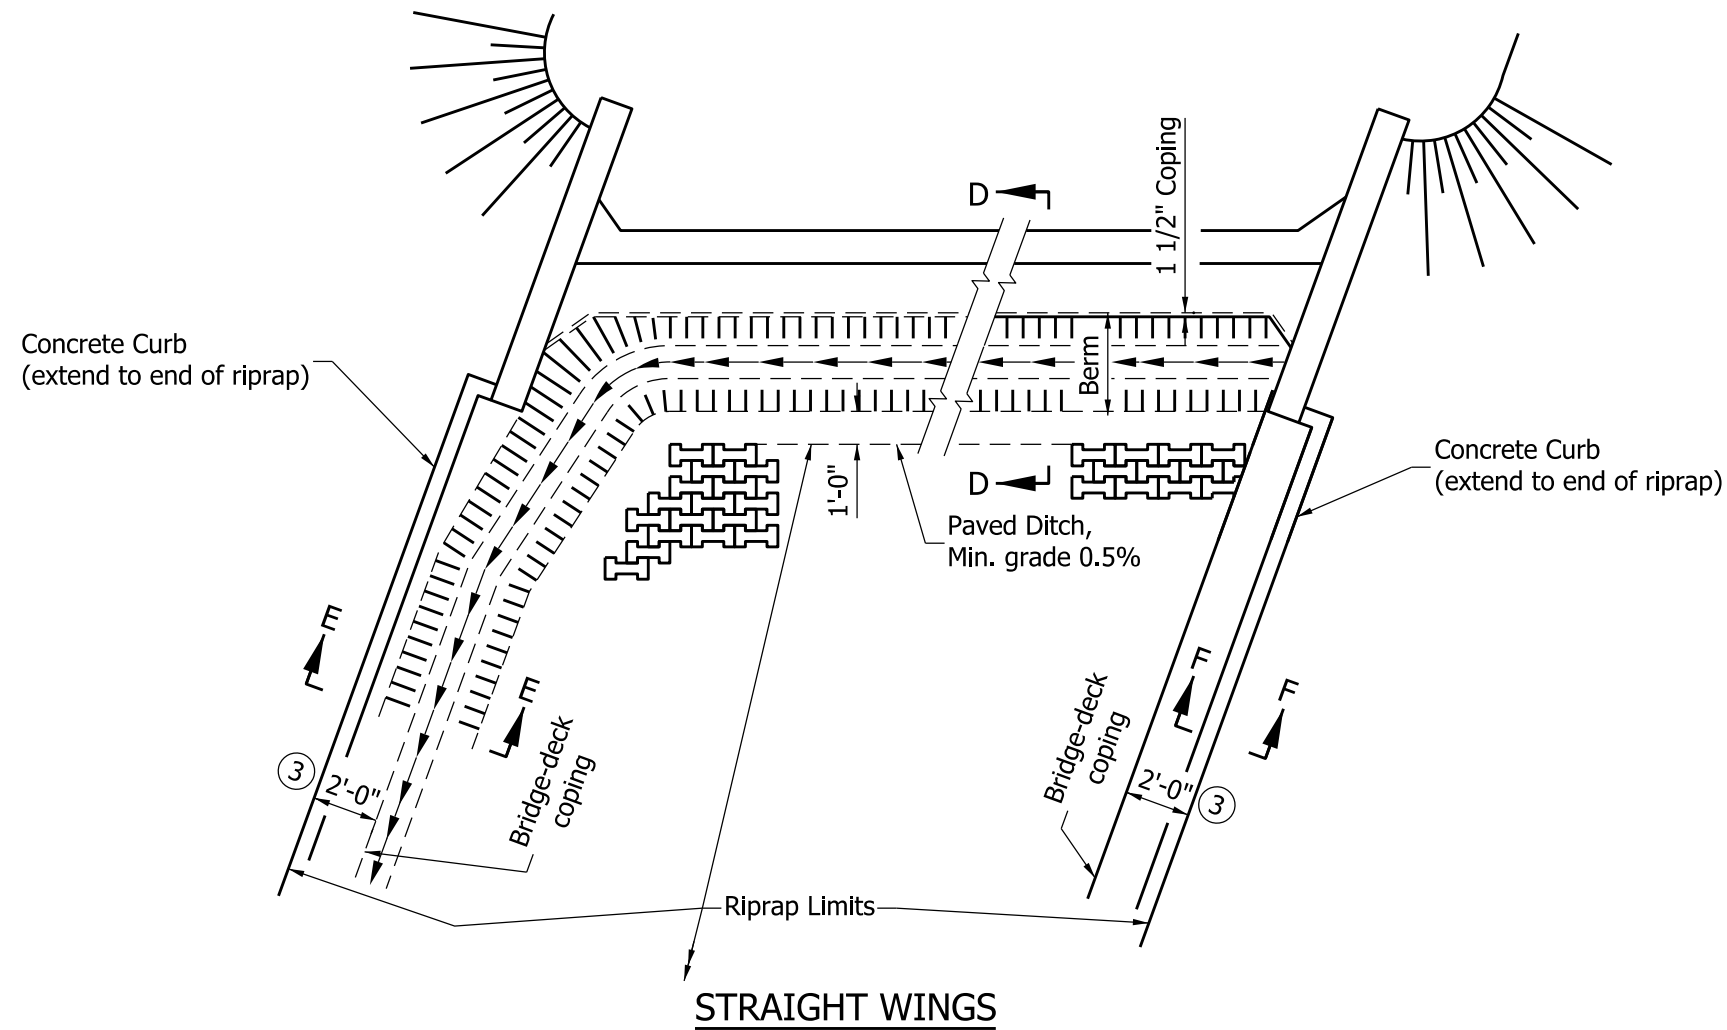 1 1/2" Coping
D
Concrete Curb
(extend to end of riprap)
Berm
Concrete Curb
(extend to end of riprap)
1'-0"
D
Paved Ditch,
Min. grade 0.5%
E
E
F
F
Bridge-deck
coping
Bridge-deck
coping
3
2'-0"
2'-0"
3
Riprap Limits
STRAIGHT WINGS